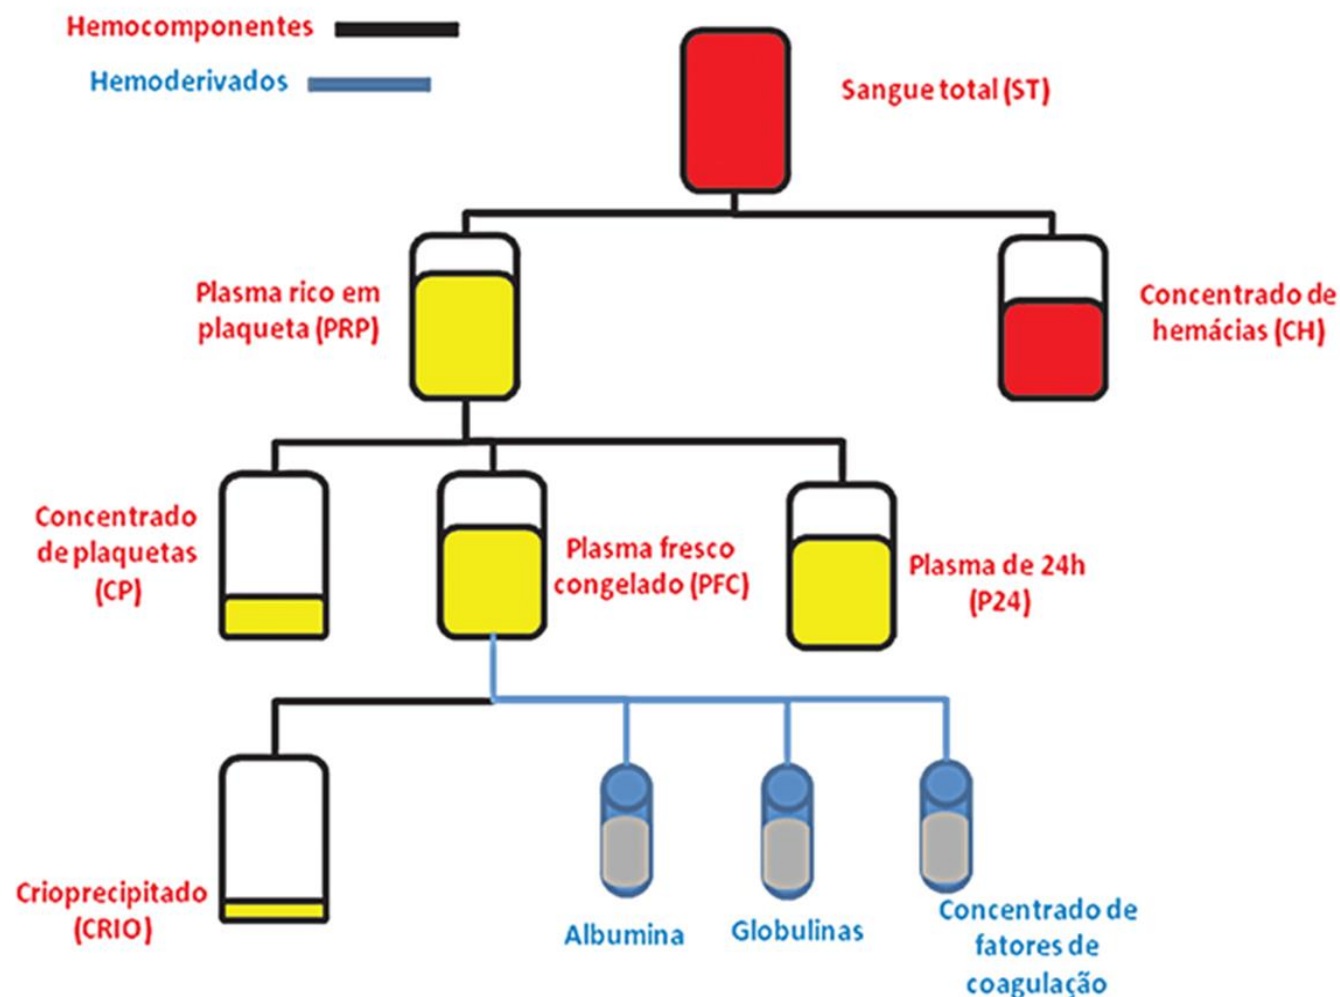 Hemocomponentes
Hemoderivados
Sangue total (ST)
Plasma rico em
plaqueta (PRP)
Concentrado de
hemácias (CH)
Concentrado
de plaquetas
(CP)
Plasma fresco
congelado (PFC)
Plasma de 24h
(P24)
Crioprecipitado
(CRIO)
Albumina
Globulinas
Concentrado de
fatores de
coagulação